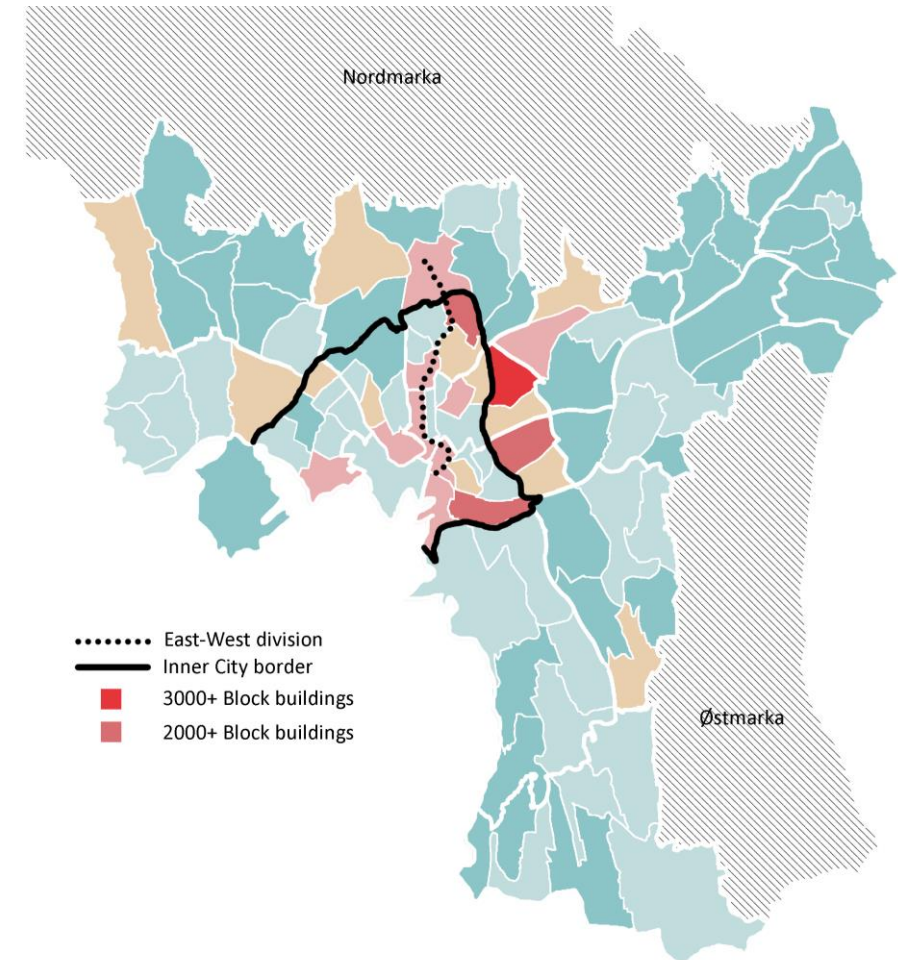 Nordmarka
East-West division
Inner City border
3000+ Block buildings
2000+ Block buildings
Østmarka